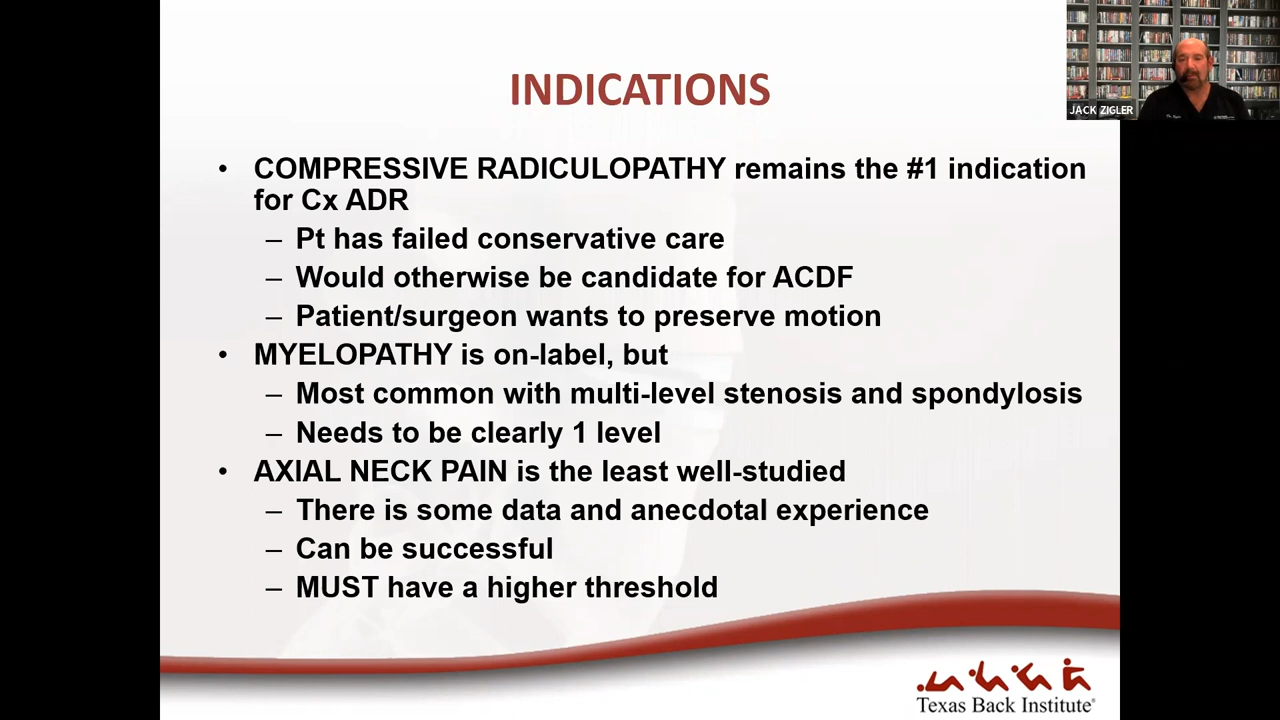 INDICATIONS
JACK ZIGLER
• COMPRESSIVE RADICULOPATHY remains the #1 indication
for Cx ADR
– Pt has failed conservative care
– Would otherwise be candidate for ACDF
– Patient/surgeon wants to preserve motion
• MYELOPATHY is on-label, but
– Most common with multi-level stenosis and spondylosis
– Needs to be clearly 1 level
• AXIAL NECK PAIN is the least well-studied
– There is some data and anecdotal experience
– Can be successful
– MUST have a higher threshold
Texas Back Institute®